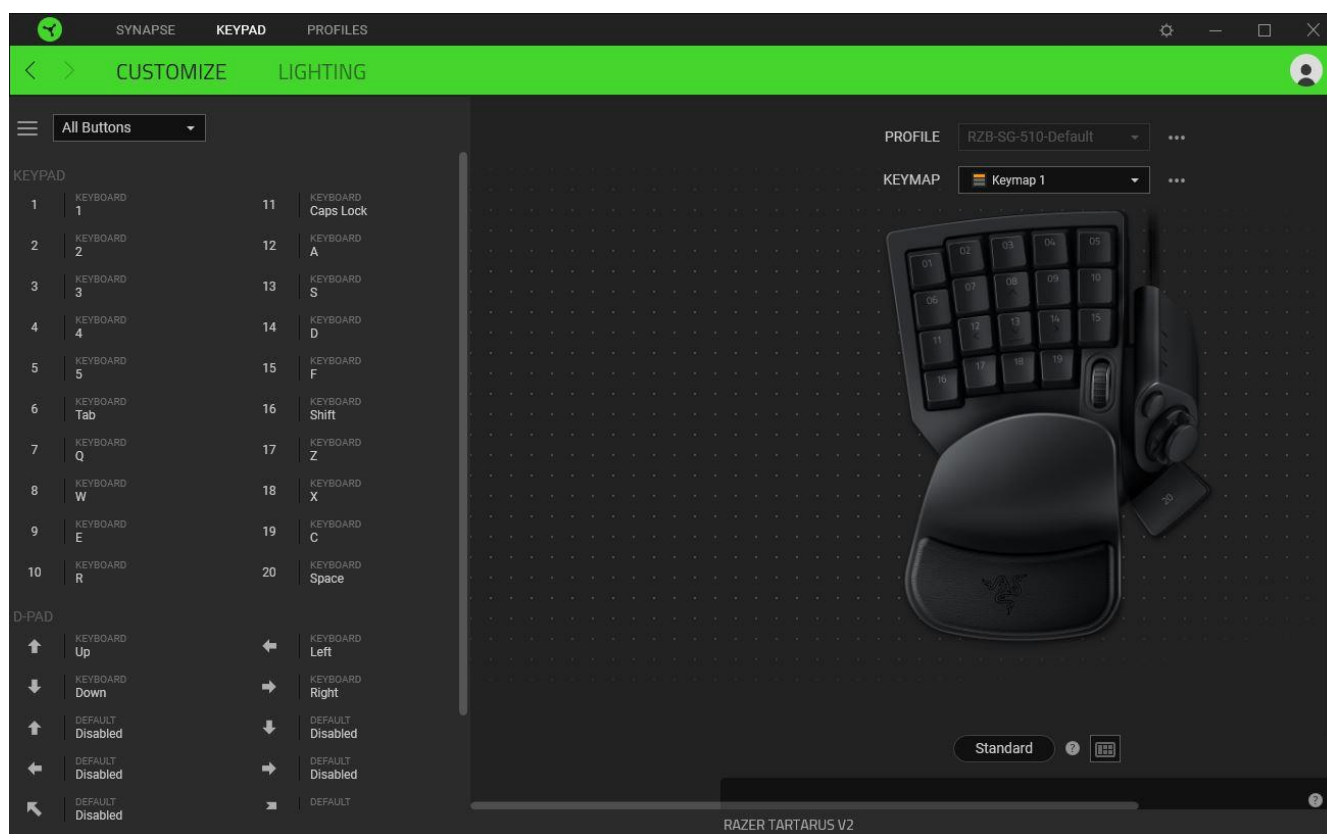 SYNAPSE KEYPAD PROFILES
CUSTOMIZE LIGHTING
All Buttons
PROFILE RZB-SG-510-Default
KEYMAP Keymap 1
KEYPAD
1 KEYBOARD 1
11 KEYBOARD Caps Lock
2 KEYBOARD 2
12 KEYBOARD A
3 KEYBOARD 3
13 KEYBOARD S
4 KEYBOARD 4
14 KEYBOARD D
5 KEYBOARD 5
15 KEYBOARD F
6 KEYBOARD Tab
16 KEYBOARD Shift
7 KEYBOARD Q
17 KEYBOARD Z
8 KEYBOARD W
18 KEYBOARD X
9 KEYBOARD E
19 KEYBOARD C
10 KEYBOARD R
20 KEYBOARD Space
D-PAD
KEYBOARD Up
KEYBOARD Left
KEYBOARD Down
KEYBOARD Right
DEFAULT Disabled
DEFAULT Disabled
DEFAULT Disabled
DEFAULT Disabled
DEFAULT Disabled
DEFAULT
01 02 03 04 05
06 07 08 09 10
11 12 13 14 15
16 17 18 19
20
Standard ?
?
RAZER TARTARUS V2